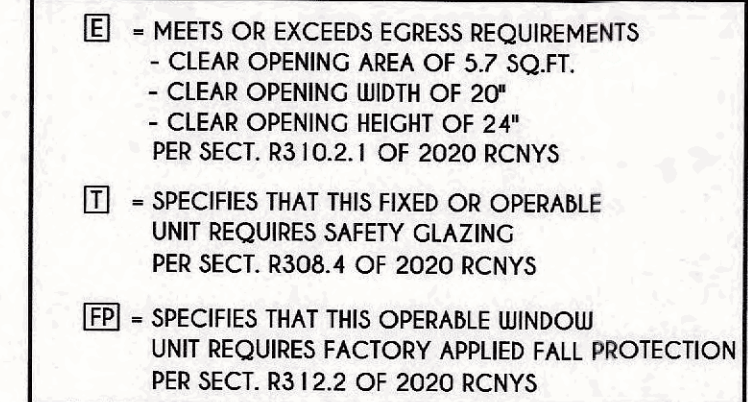 E = MEETS OR EXCEEDS EGRESS REQUIREMENTS
- CLEAR OPENING AREA OF 5.7 SQ.FT.
- CLEAR OPENING WIDTH OF 20"
- CLEAR OPENING HEIGHT OF 24"
PER SECT. R310.2.1 OF 2020 RCNYS
T = SPECIFIES THAT THIS FIXED OR OPERABLE
UNIT REQUIRES SAFETY GLAZING
PER SECT. R308.4 OF 2020 RCNYS
FP = SPECIFIES THAT THIS OPERABLE WINDOW
UNIT REQUIRES FACTORY APPLIED FALL PROTECTION
PER SECT. R312.2 OF 2020 RCNYS